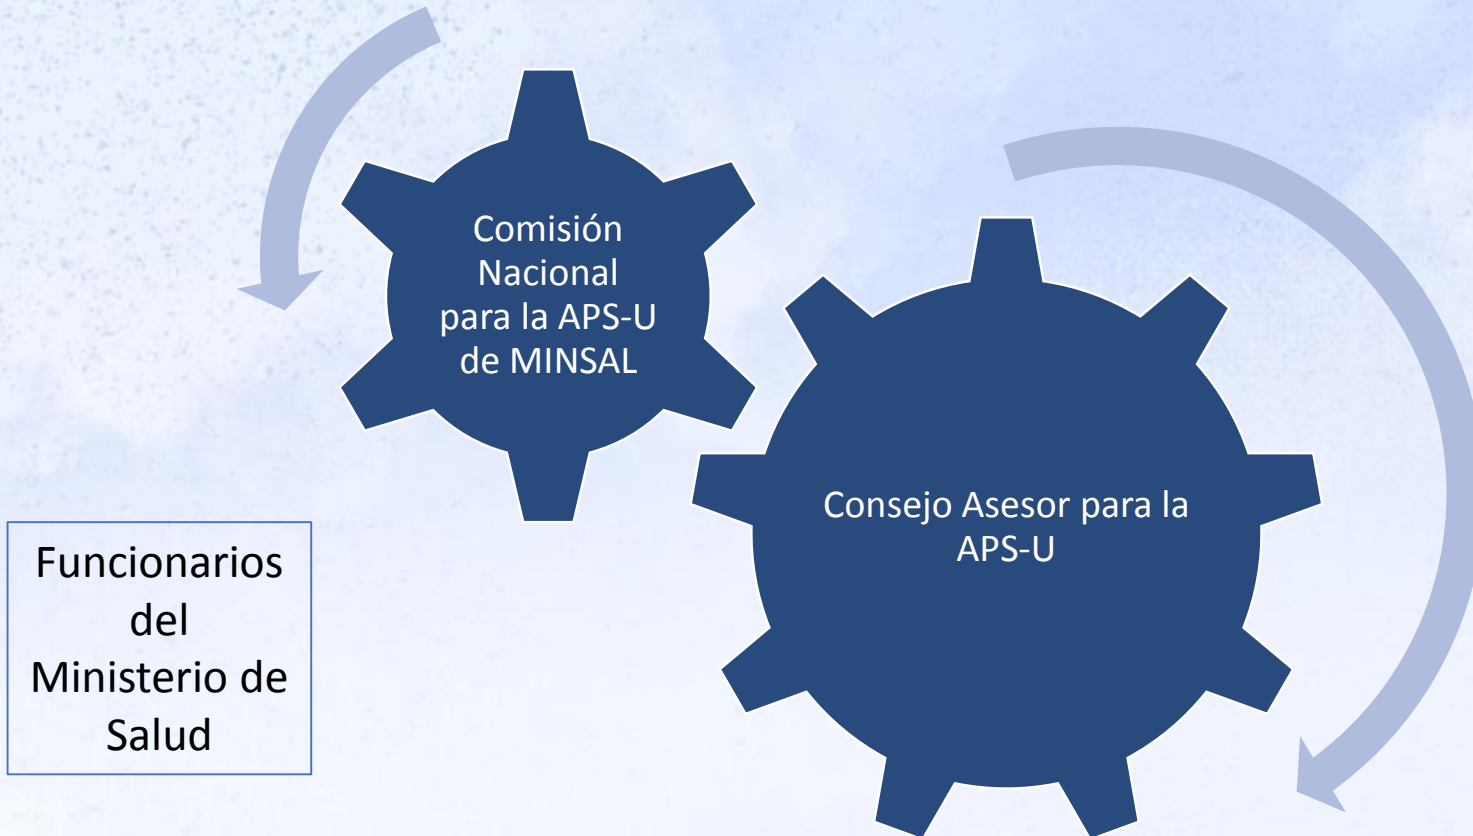 Comisión
Nacional
para la APS-U
de MINSAL
Consejo Asesor para la
APS-U
Funcionarios
del
Ministerio de
Salud